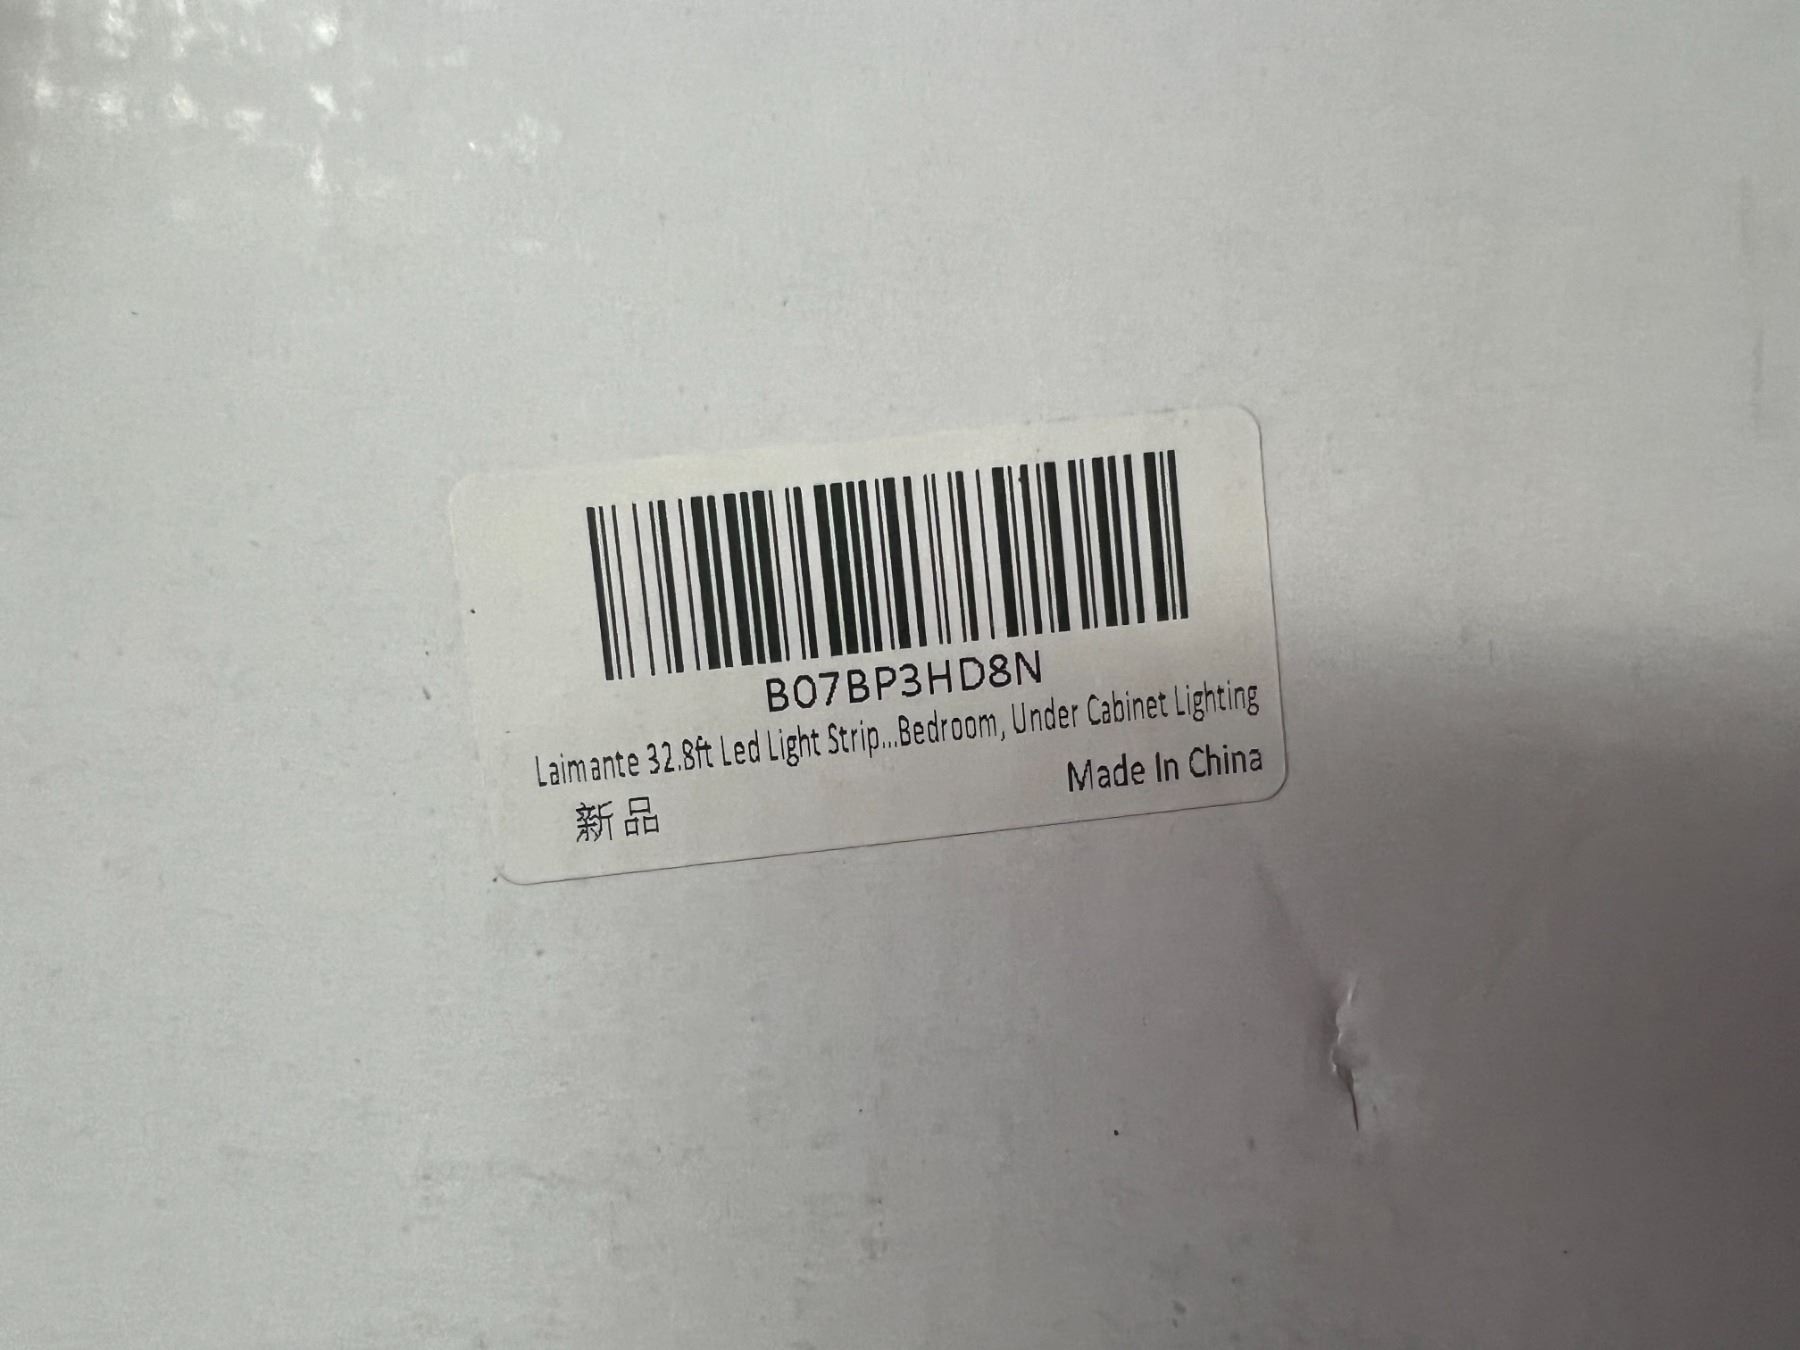 B07BP3HD8N
Laimante 32.8ft Led Light Strip...Bedroom, Under Cabinet Lighting
新品
Made In China